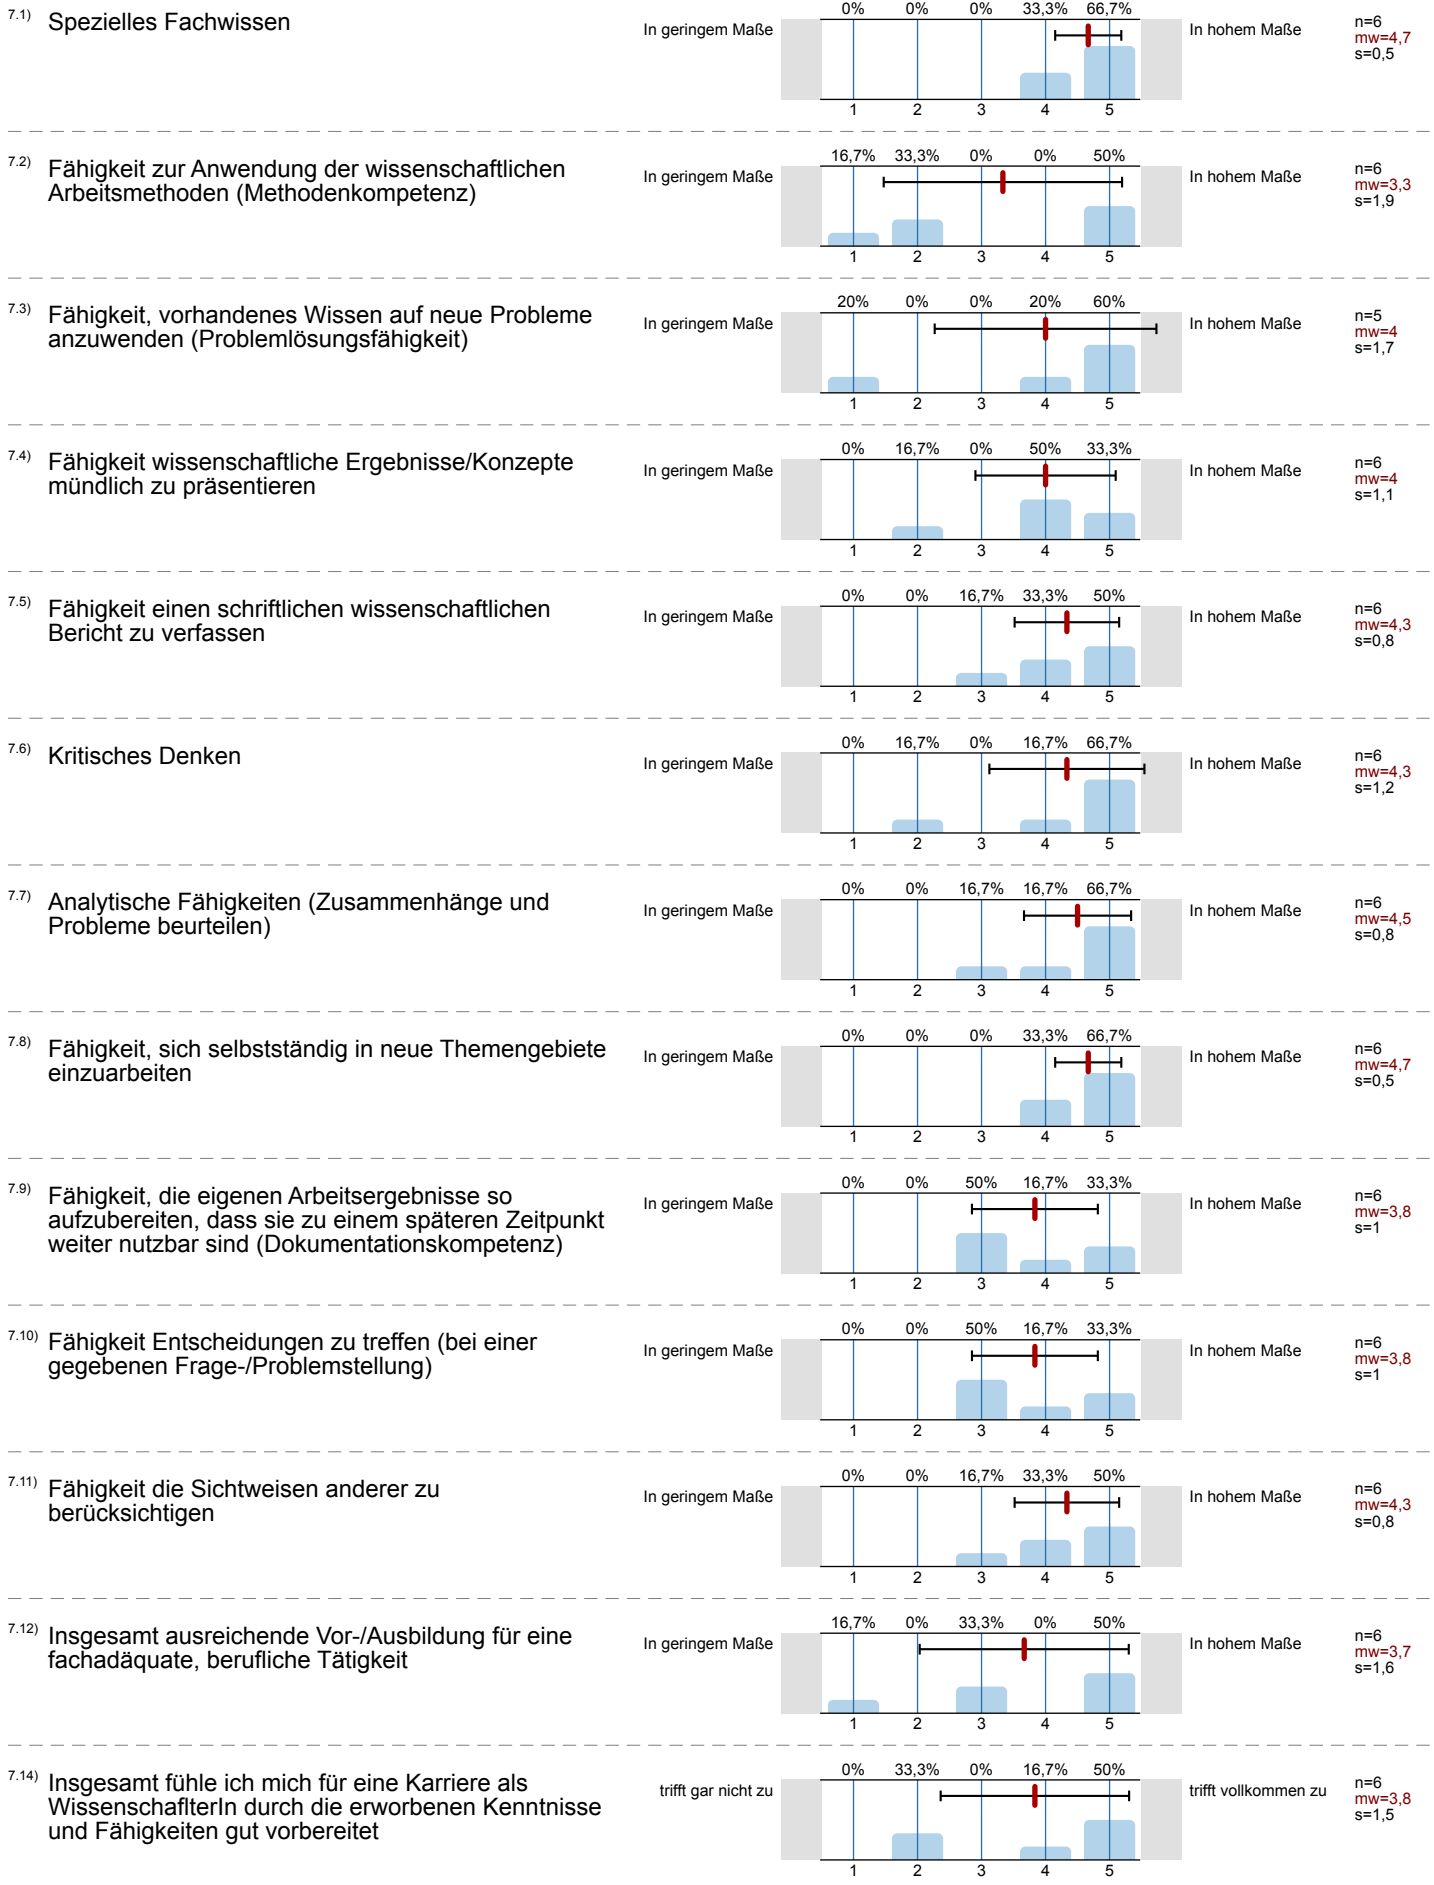 0% 0% 0% 33,3% 66,7%
7.1) Spezielles Fachwissen
In geringem Maße
In hohem Maße
n=6
mw=4,7
s=0,5
1 2 3 4 5
16,7% 33,3% 0% 0% 50%
7.2) Fähigkeit zur Anwendung der wissenschaftlichen
Arbeitsmethoden (Methodenkompetenz)
In geringem Maße
In hohem Maße
n=6
mw=3,3
s=1,9
1 2 3 4 5
20% 0% 0% 20% 60%
7.3) Fähigkeit, vorhandenes Wissen auf neue Probleme
anzuwenden (Problemlösungsfähigkeit)
In geringem Maße
In hohem Maße
n=5
mw=4
s=1,7
1 2 3 4 5
0% 16,7% 0% 50% 33,3%
7.4) Fähigkeit wissenschaftliche Ergebnisse/Konzepte
mündlich zu präsentieren
In geringem Maße
In hohem Maße
n=6
mw=4
s=1,1
1 2 3 4 5
0% 0% 16,7% 33,3% 50%
7.5) Fähigkeit einen schriftlichen wissenschaftlichen
Bericht zu verfassen
In geringem Maße
In hohem Maße
n=6
mw=4,3
s=0,8
1 2 3 4 5
0% 16,7% 0% 16,7% 66,7%
7.6) Kritisches Denken
In geringem Maße
In hohem Maße
n=6
mw=4,3
s=1,2
1 2 3 4 5
0% 0% 16,7% 16,7% 66,7%
7.7) Analytische Fähigkeiten (Zusammenhänge und
Probleme beurteilen)
In geringem Maße
In hohem Maße
n=6
mw=4,5
s=0,8
1 2 3 4 5
0% 0% 0% 33,3% 66,7%
7.8) Fähigkeit, sich selbstständig in neue Themengebiete
einzuarbeiten
In geringem Maße
In hohem Maße
n=6
mw=4,7
s=0,5
1 2 3 4 5
0% 0% 50% 16,7% 33,3%
7.9) Fähigkeit, die eigenen Arbeitsergebnisse so
aufzubereiten, dass sie zu einem späteren Zeitpunkt
weiter nutzbar sind (Dokumentationskompetenz)
In geringem Maße
In hohem Maße
n=6
mw=3,8
s=1
1 2 3 4 5
0% 0% 50% 16,7% 33,3%
7.10) Fähigkeit Entscheidungen zu treffen (bei einer
gegebenen Frage-/Problemstellung)
In geringem Maße
In hohem Maße
n=6
mw=3,8
s=1
1 2 3 4 5
0% 0% 16,7% 33,3% 50%
7.11) Fähigkeit die Sichtweisen anderer zu
berücksichtigen
In geringem Maße
In hohem Maße
n=6
mw=4,3
s=0,8
1 2 3 4 5
16,7% 0% 33,3% 0% 50%
7.12) Insgesamt ausreichende Vor-/Ausbildung für eine
fachadäquate, berufliche Tätigkeit
In geringem Maße
In hohem Maße
n=6
mw=3,7
s=1,6
1 2 3 4 5
0% 33,3% 0% 16,7% 50%
7.14) Insgesamt fühle ich mich für eine Karriere als
WissenschaflterIn durch die erworbenen Kenntnisse
und Fähigkeiten gut vorbereitet
trifft gar nicht zu
trifft vollkommen zu
n=6
mw=3,8
s=1,5
1 2 3 4 5